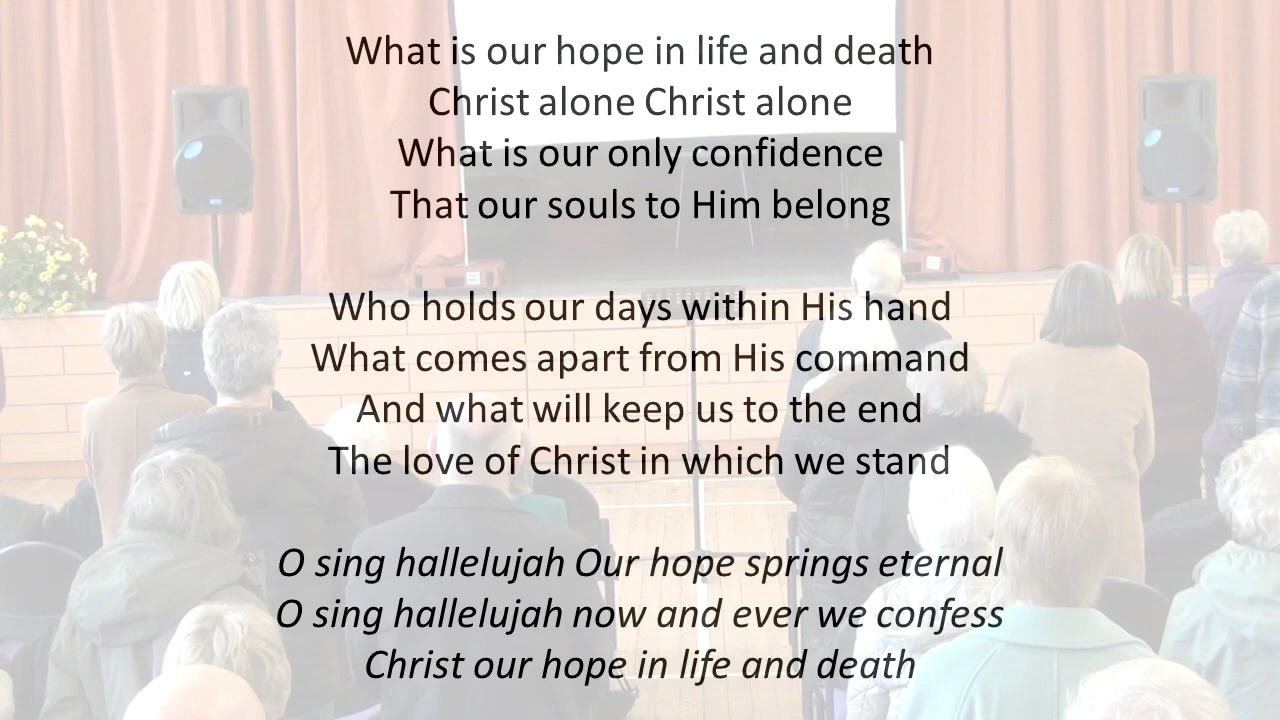 What is our hope in life and death
Christ alone Christ alone
What is our only confidence
That our souls to Him belong
Who holds our days within His hand
What comes apart from His command
And what will keep us to the end
The love of Christ in which we stand
O sing hallelujah Our hope springs eternal
O sing hallelujah now and ever we confess
Christ our hope in life and death